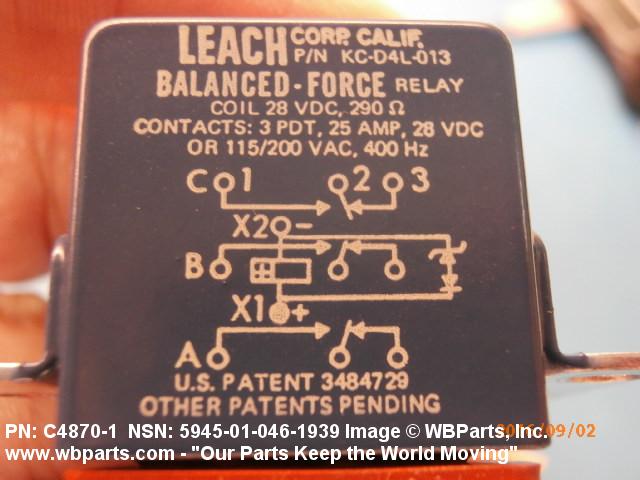 LEACH CORP. CALIF.
P/N KC-D4L-013
BALANCED-FORCE RELAY
COIL 28 VDC, 290 Ω
CONTACTS: 3 PDT, 25 AMP, 28 VDC
OR 115/200 VAC, 400 Hz
C 1 2 3
X2 -
B
X1 +
A
U.S. PATENT 3484729
OTHER PATENTS PENDING
PN: C4870-1 NSN: 5945-01-046-1939 Image © WBParts, Inc.
/09/02
www.wbparts.com - "Our Parts Keep the World Moving"